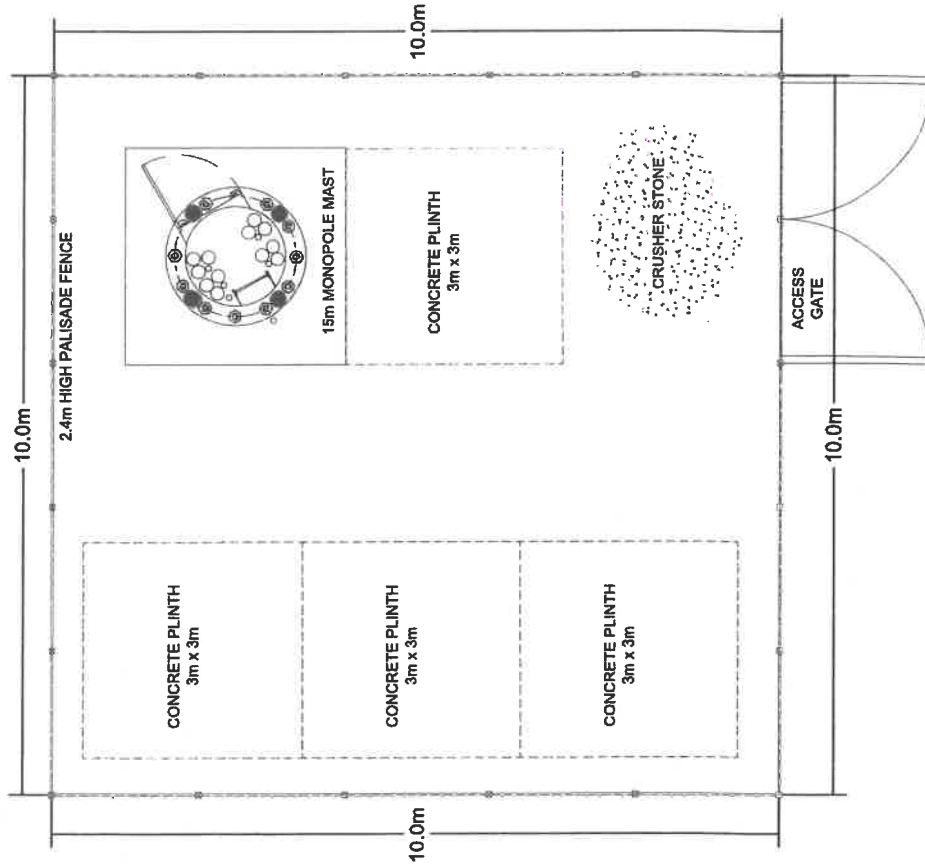 10.0m
10.0m
2.4m HIGH PALISADE FENCE
15m MONOPOLE MAST
CONCRETE PLINTH
3m x 3m
CRUSHER STONE
ACCESS
GATE
CONCRETE PLINTH
3m x 3m
CONCRETE PLINTH
3m x 3m
CONCRETE PLINTH
3m x 3m
10.0m
10.0m